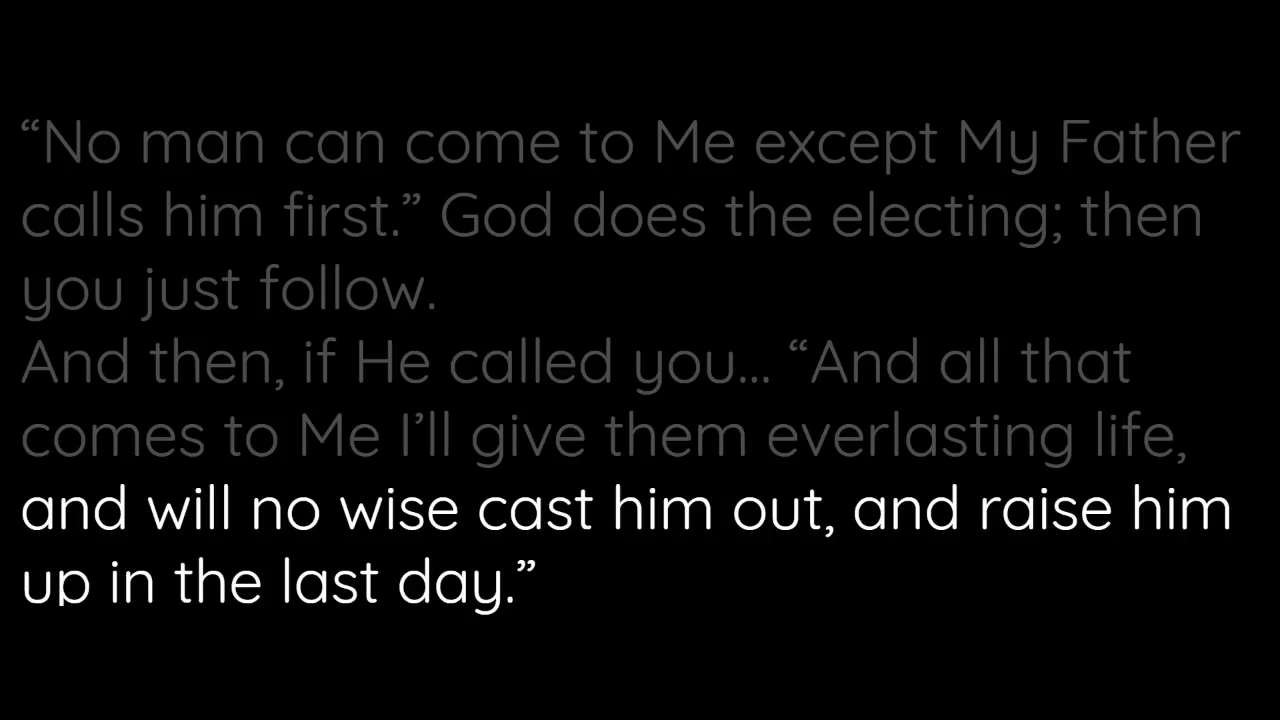 “No man can come to Me except My Father
calls him first.” God does the electing; then
you just follow.
And then, if He called you... “And all that
comes to Me I’ll give them everlasting life,
and will no wise cast him out, and raise him
up in the last day.”